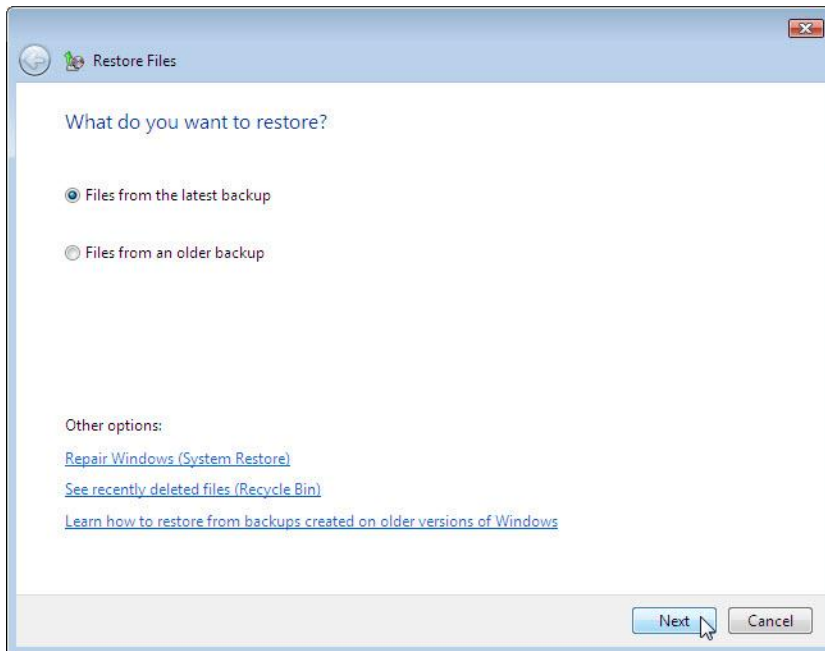 Restore Files
What do you want to restore?
Files from the latest backup
Files from an older backup
Other options:
Repair Windows (System Restore)
See recently deleted files (Recycle Bin)
Learn how to restore from backups created on older versions of Windows
Next Cancel